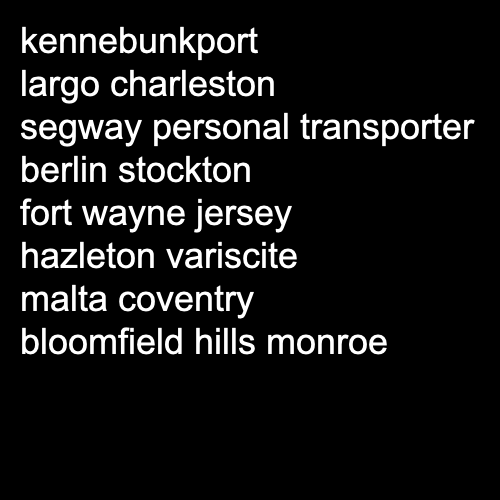 kennebunkport
largo charleston
segway personal transporter
berlin stockton
fort wayne jersey
hazleton variscite
malta coventry
bloomfield hills monroe